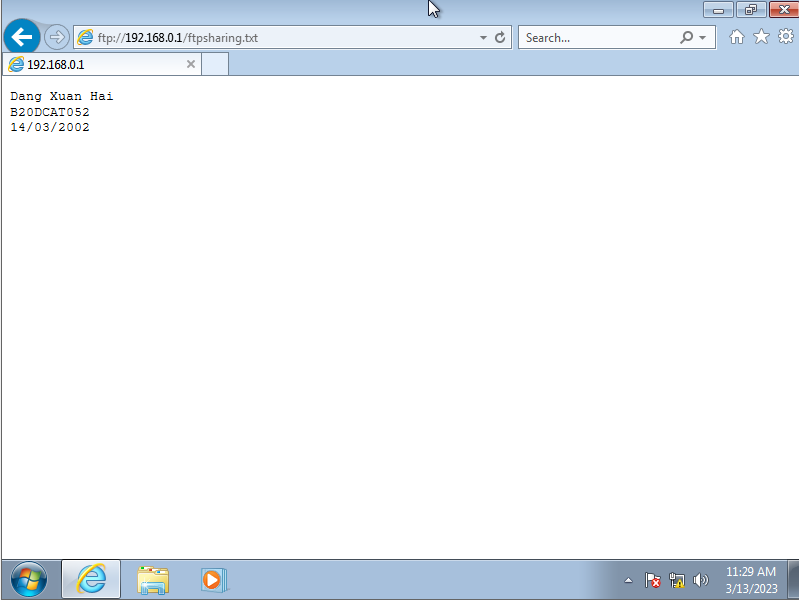 ftp://192.168.0.1/ftpsharing.txt
Search...
192.168.0.1
Dang Xuan Hai
B20DCAT052
14/03/2002
11:29 AM
3/13/2023